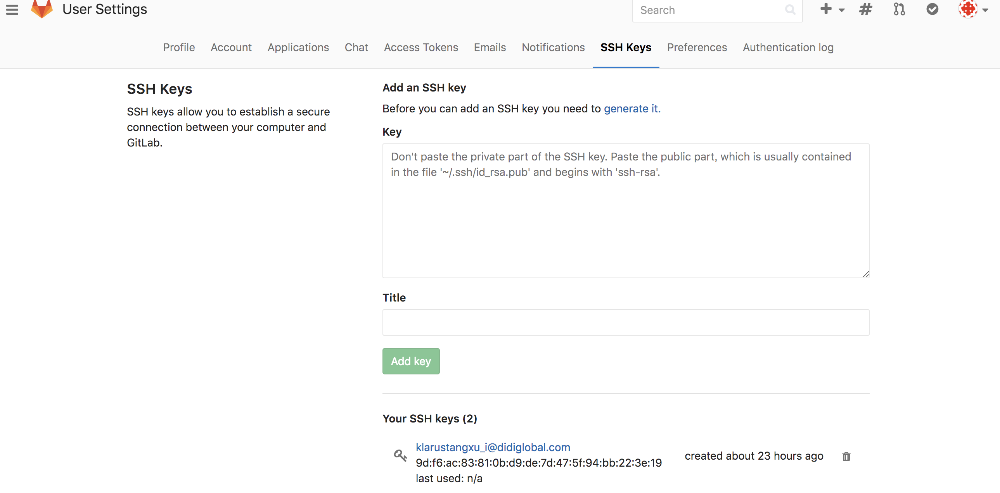 User Settings
Search
Profile Account Applications Chat Access Tokens Emails Notifications SSH Keys Preferences Authentication log
SSH Keys
SSH keys allow you to establish a secure
connection between your computer and
GitLab.
Add an SSH key
Before you can add an SSH key you need to generate it.
Key
Don't paste the private part of the SSH key. Paste the public part, which is usually contained
in the file '~/.ssh/id_rsa.pub' and begins with 'ssh-rsa'.
Title
Add key
Your SSH keys (2)
klarustangxu_i@didiglobal.com
9d:f6:ac:83:81:0b:d9:de:7d:47:5f:94:bb:22:3e:19
last used: n/a
created about 23 hours ago